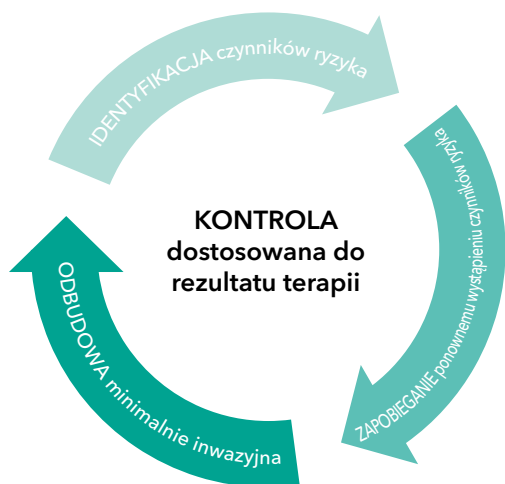 IDENTYFIKACJA czynników ryzyka
ZAPOBIEGANIE ponownemu wystąpieniu czynników ryzyka
ODBUDOWA minimalnie inwazyjna
KONTROLA
dostosowana do
rezultatu terapii